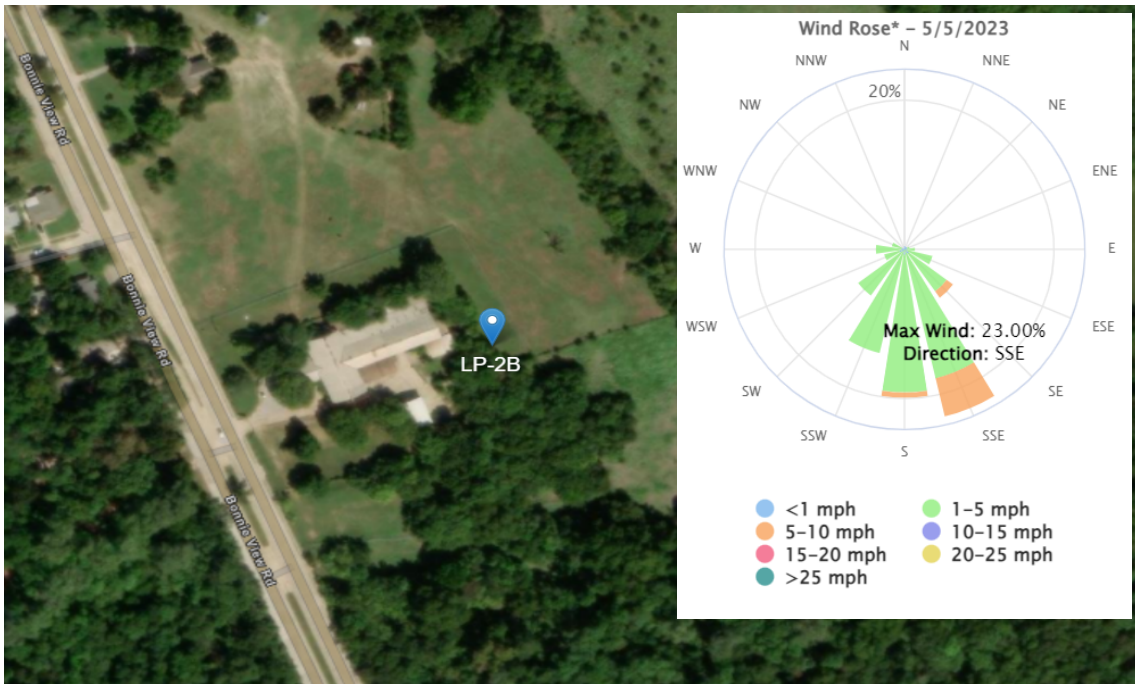 Bonnie View Rd
Bonnie View Rd
Bonnie View Rd
LP-2B
Wind Rose* – 5/5/2023
N
NNW
NNE
20%
NW
NE
WNW
ENE
W
E
WSW
ESE
Max Wind: 23.00%
Direction: SSE
SW
SE
SSW
SSE
S
<1 mph
1–5 mph
5–10 mph
10–15 mph
15–20 mph
20–25 mph
>25 mph